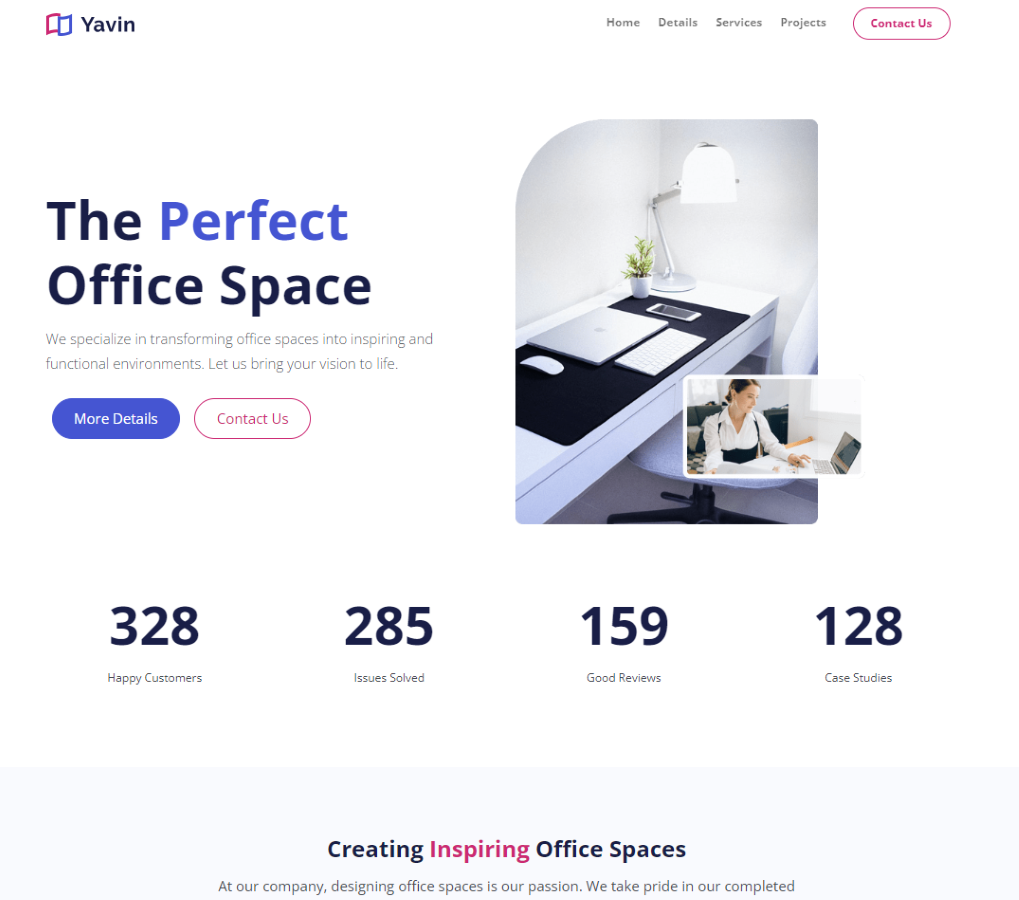 Yavin
Home Details Services Projects Contact Us
The Perfect
Office Space
We specialize in transforming office spaces into inspiring and
functional environments. Let us bring your vision to life.
More Details Contact Us
328 285 159 128
Happy Customers Issues Solved Good Reviews Case Studies
Creating Inspiring Office Spaces
At our company, designing office spaces is our passion. We take pride in our completed